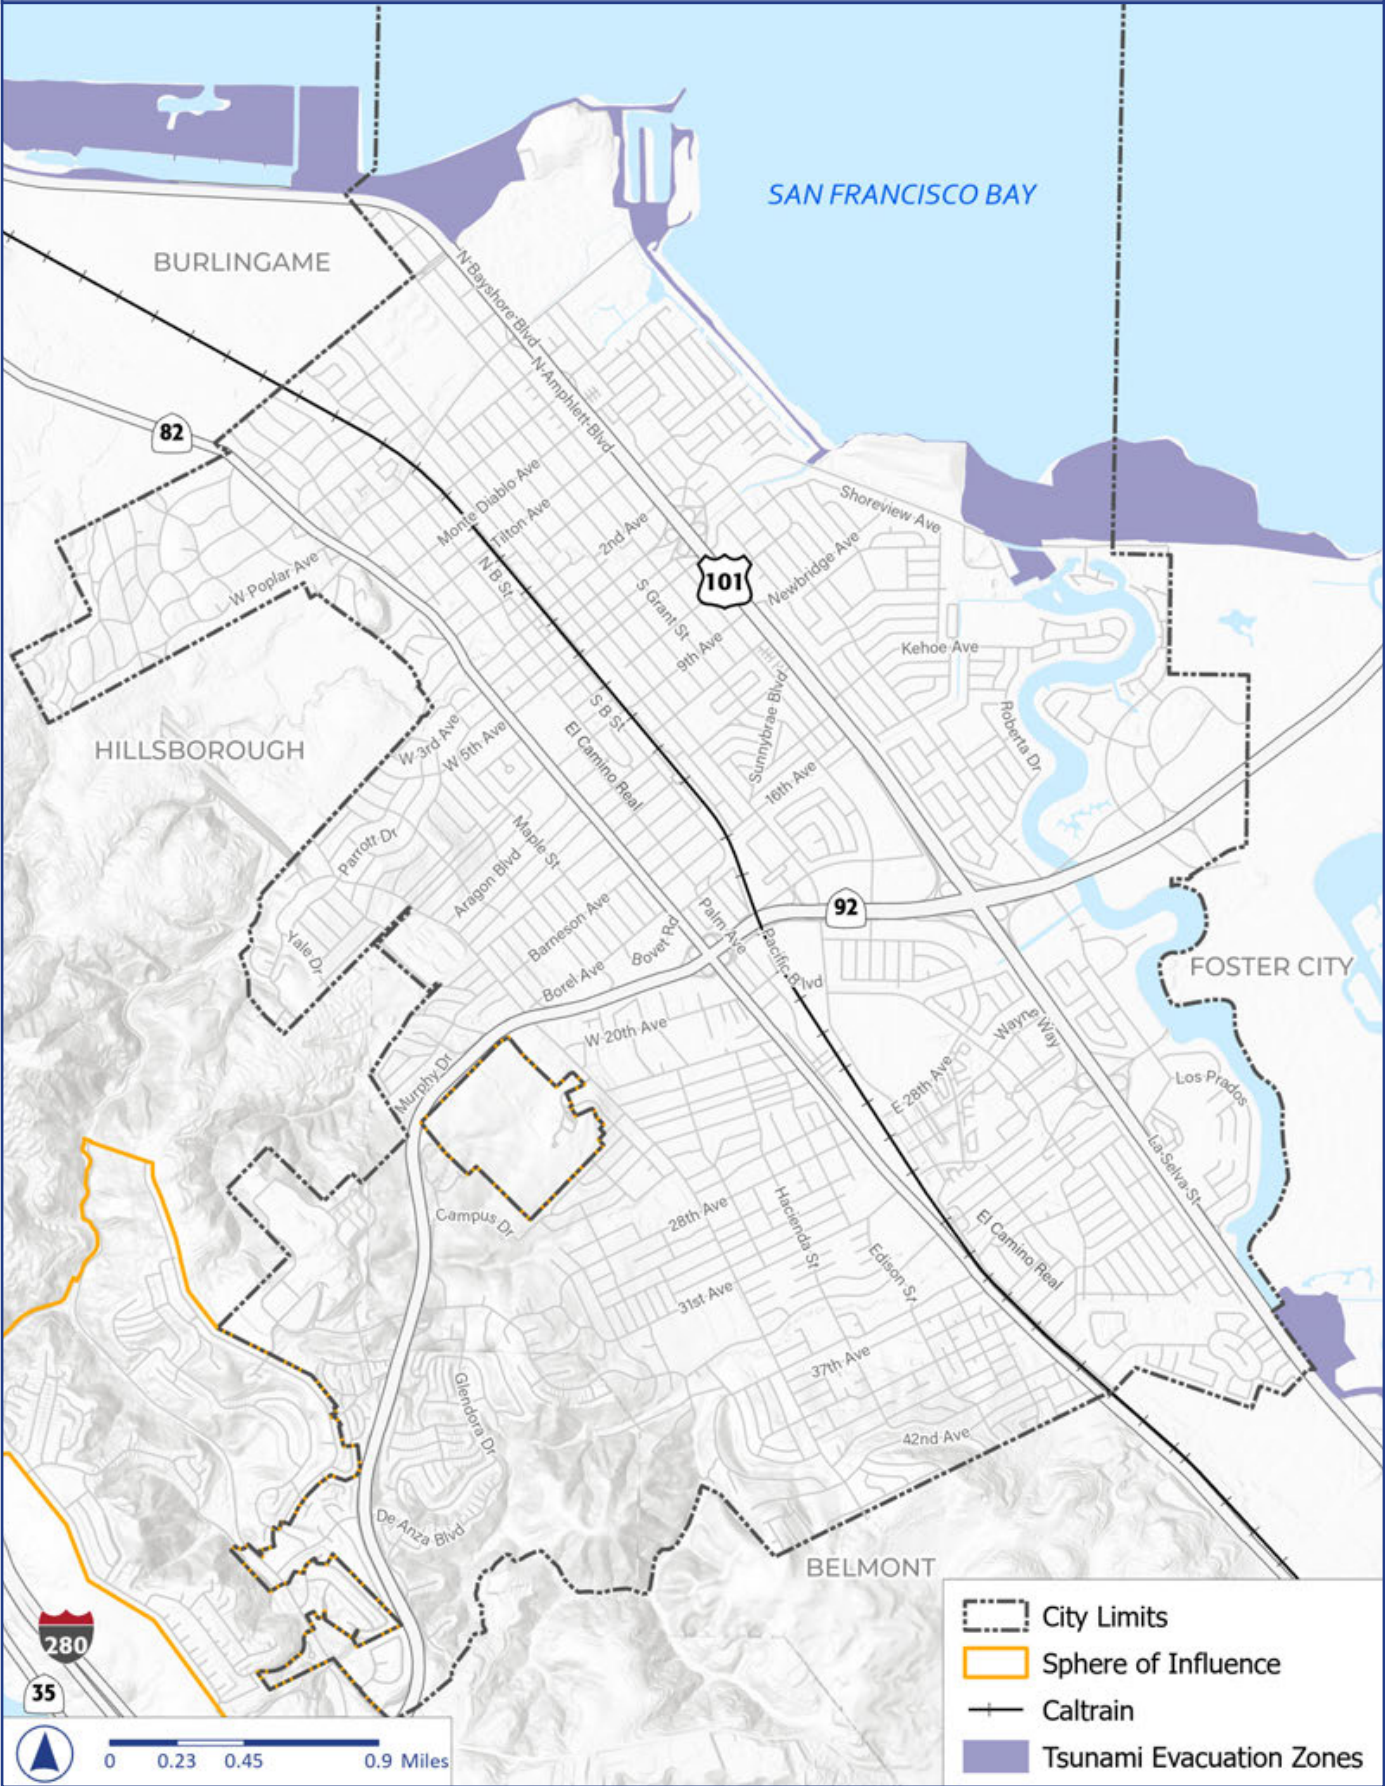 SAN FRANCISCO BAY
BURLINGAME
N Bayshore Blvd
N Amphlett Blvd
82
Monte Diablo Ave
Tilton Ave
2nd Ave
Shoreview Ave
Newbridge Ave
101
N B St
W Poplar Ave
S Grant St
9th Ave
Kehoe Ave
Sunnybrae Blvd
Roberta Dr
HILLSBOROUGH
W 3rd Ave
W 5th Ave
S B St
El Camino Real
16th Ave
Parrott Dr
Maple St
Aragon Blvd
92
Barneson Ave
Bovet Rd
Palm Ave
Pacific Blvd
Yale Dr
Borel Ave
FOSTER CITY
W 20th Ave
Wayne Way
E 28th Ave
Los Prados
Murphy Dr
La Selva St
Campus Dr
28th Ave
Hacienda St
El Camino Real
Edison St
31st Ave
37th Ave
Glendora Dr
42nd Ave
De Anza Blvd
BELMONT
280
35
City Limits
Sphere of Influence
Caltrain
Tsunami Evacuation Zones
0 0.23 0.45 0.9 Miles